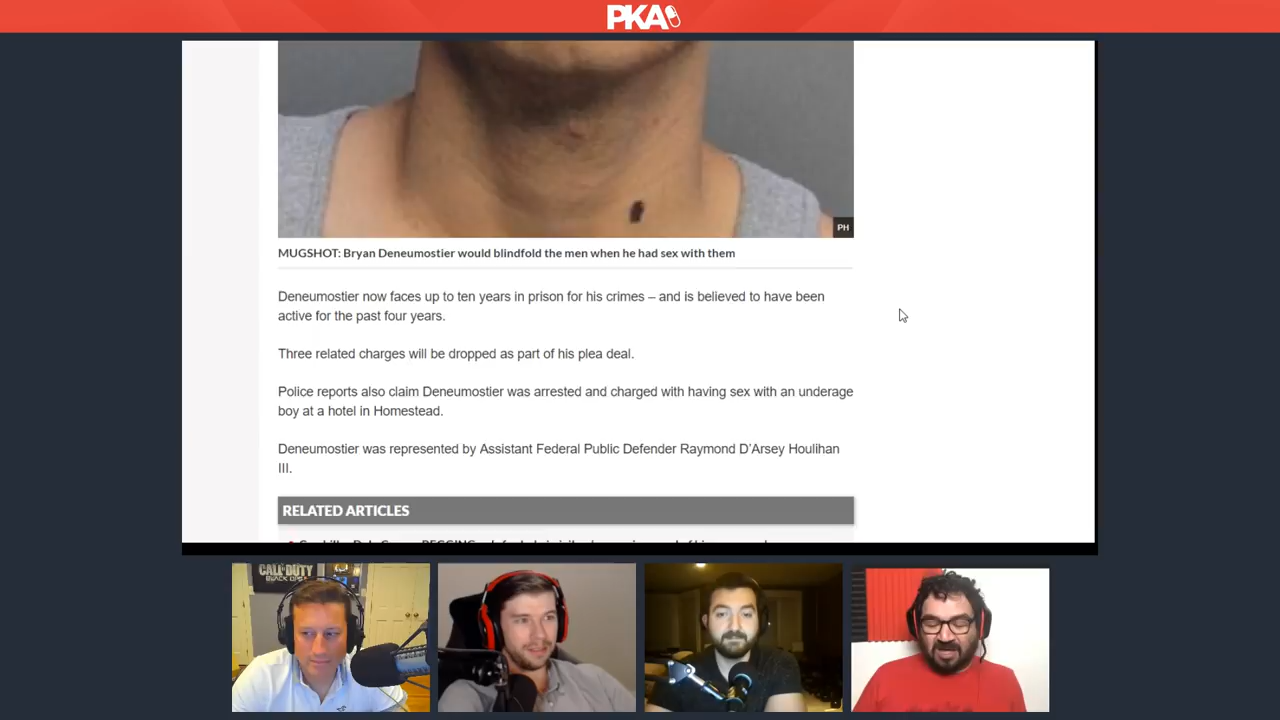 PKA
PH
MUGSHOT: Bryan Deneumostier would blindfold the men when he had sex with them
Deneumostier now faces up to ten years in prison for his crimes – and is believed to have been
active for the past four years.
Three related charges will be dropped as part of his plea deal.
Police reports also claim Deneumostier was arrested and charged with having sex with an underage
boy at a hotel in Homestead.
Deneumostier was represented by Assistant Federal Public Defender Raymond D'Arsey Houlihan
III.
RELATED ARTICLES
CALL OF DUTY
BLACK OPS